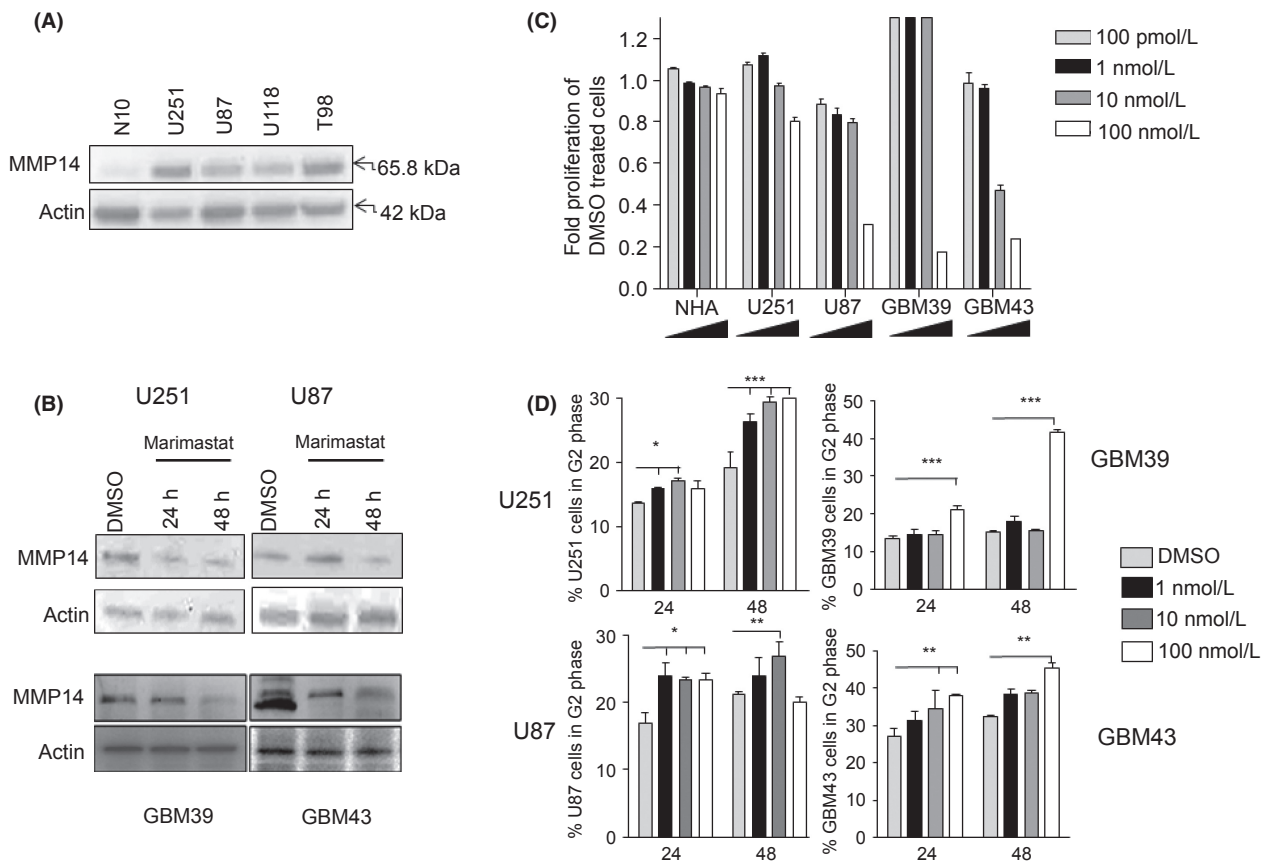 (A)
N10 U251 U87 U118 T98
MMP14 65.8 kDa
Actin 42 kDa
(B)
U251 U87
Marimastat Marimastat
DMSO 24 h 48 h DMSO 24 h 48 h
MMP14
Actin
MMP14
Actin
GBM39 GBM43
(C)
Fold proliferation of
DMSO treated cells
1.2
1.0
0.8
0.6
0.4
0.2
0.0
NHA U251 U87 GBM39 GBM43
100 pmol/L
1 nmol/L
10 nmol/L
100 nmol/L
(D)
U251
% U251 cells in G2 phase
30
20
10
0
* ***
24 48
% GBM39 cells in G2 phase
50
40
30
20
10
0
*** ***
24 48
GBM39
U87
% U87 cells in G2 phase
30
20
10
0
* **
24 48
% GBM43 cells in G2 phase
50
40
30
20
10
0
** **
24 48
GBM43
DMSO
1 nmol/L
10 nmol/L
100 nmol/L